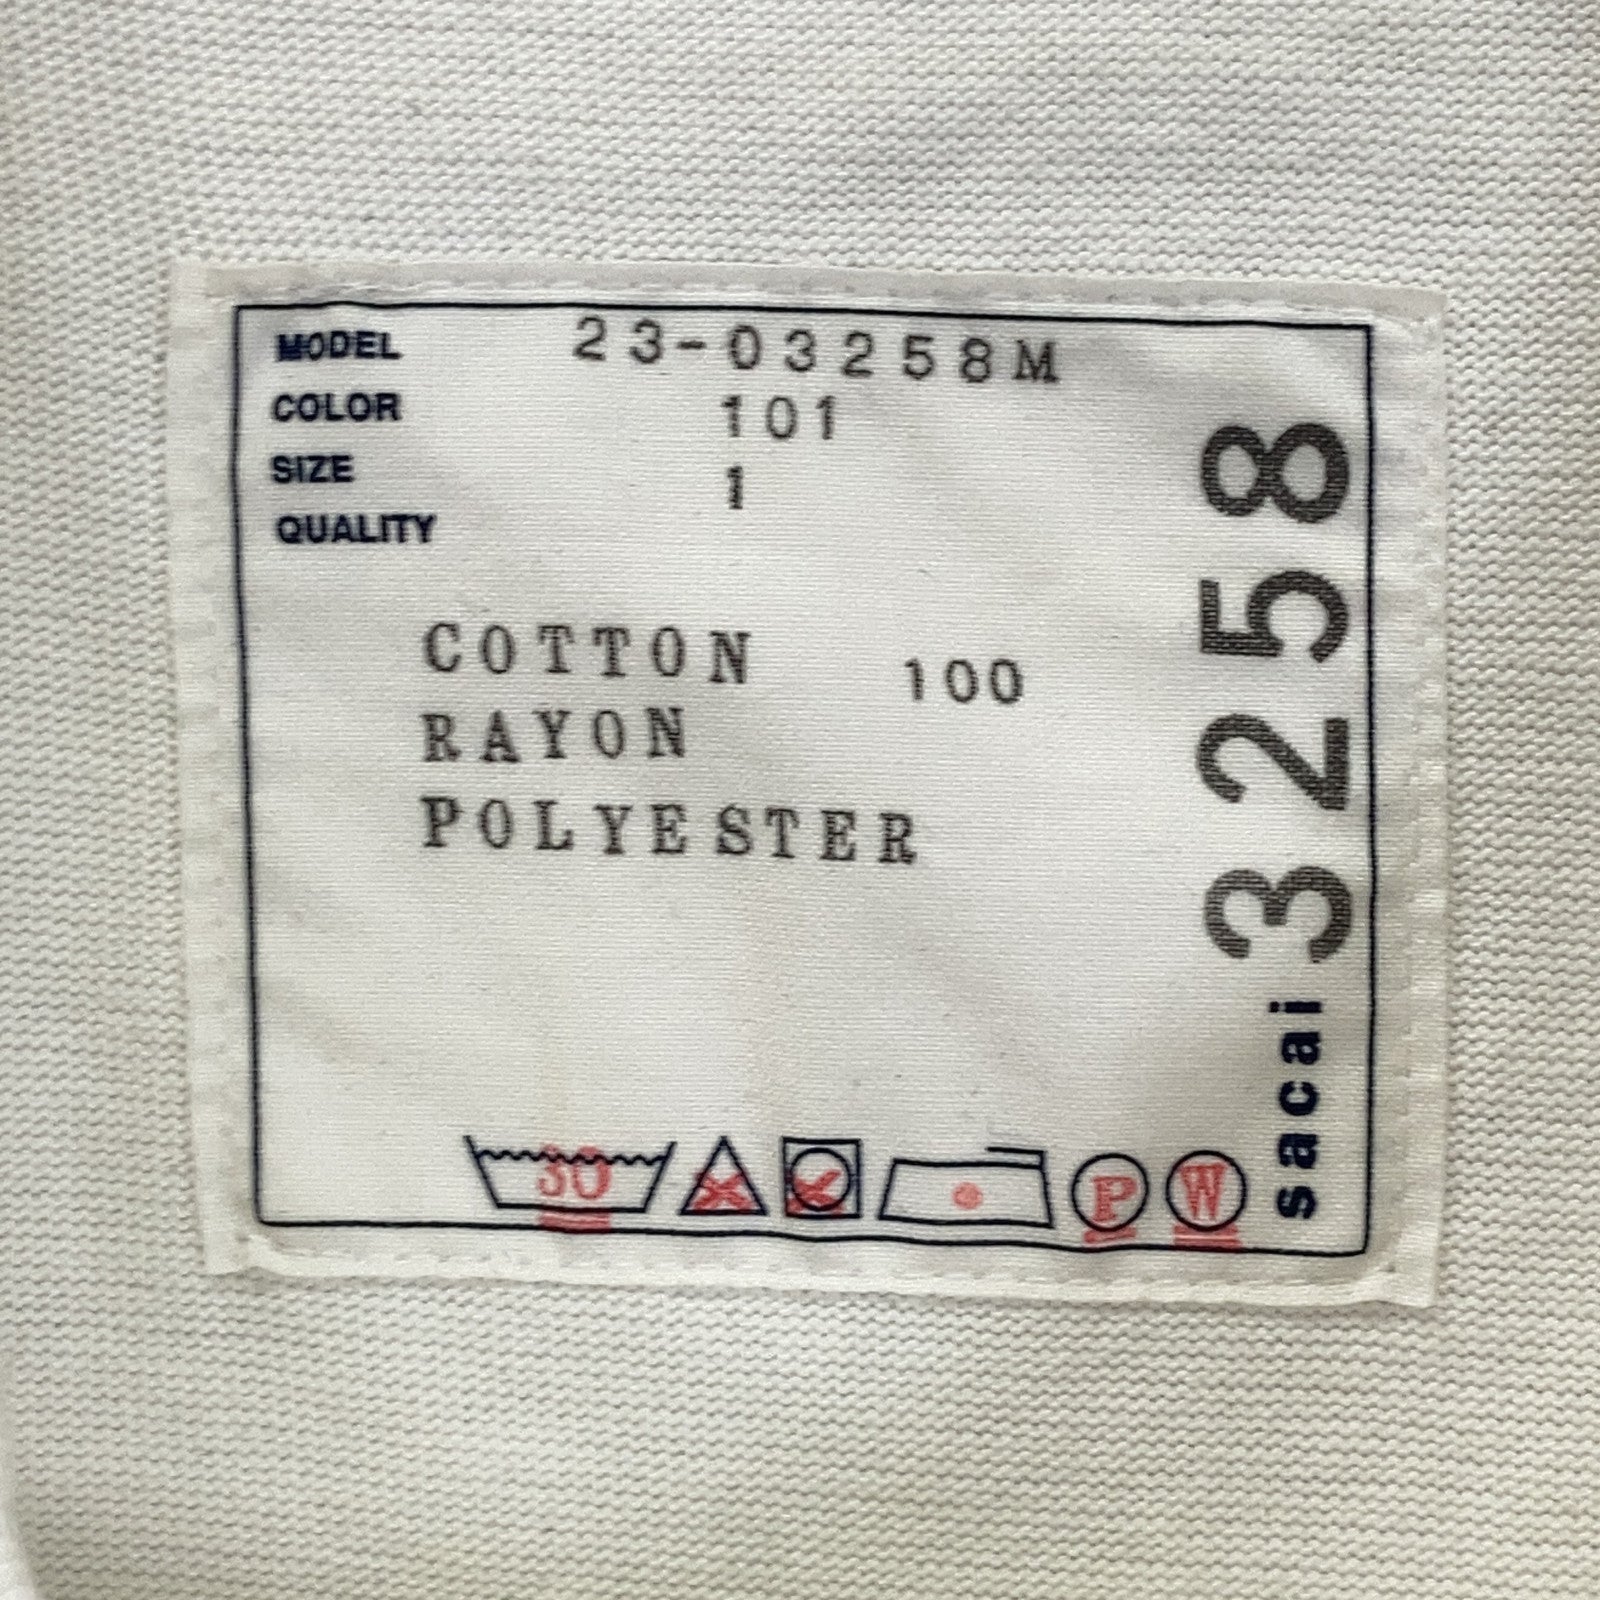 MODEL 23-03258M
COLOR 101
SIZE 1
QUALITY
COTTON 100
RAYON
POLYESTER
30
P
W
sacai 3258